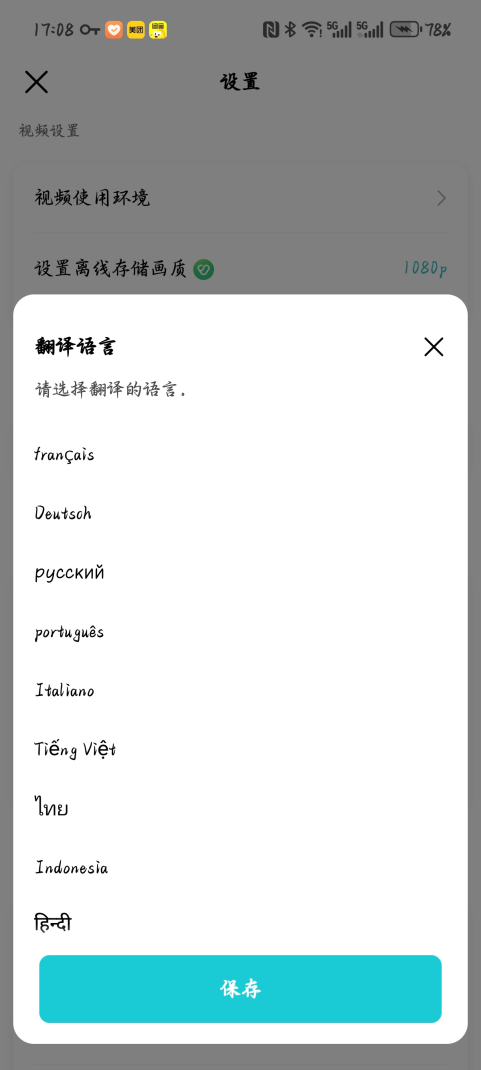 17:08 美团 5G 5G 78%
设置
视频设置
视频使用环境
设置离线存储画质 1080p
翻译语言
请选择翻译的语言.
français
Deutsch
русский
português
Italiano
Tiếng Việt
ไทย
Indonesia
हिन्दी
保存